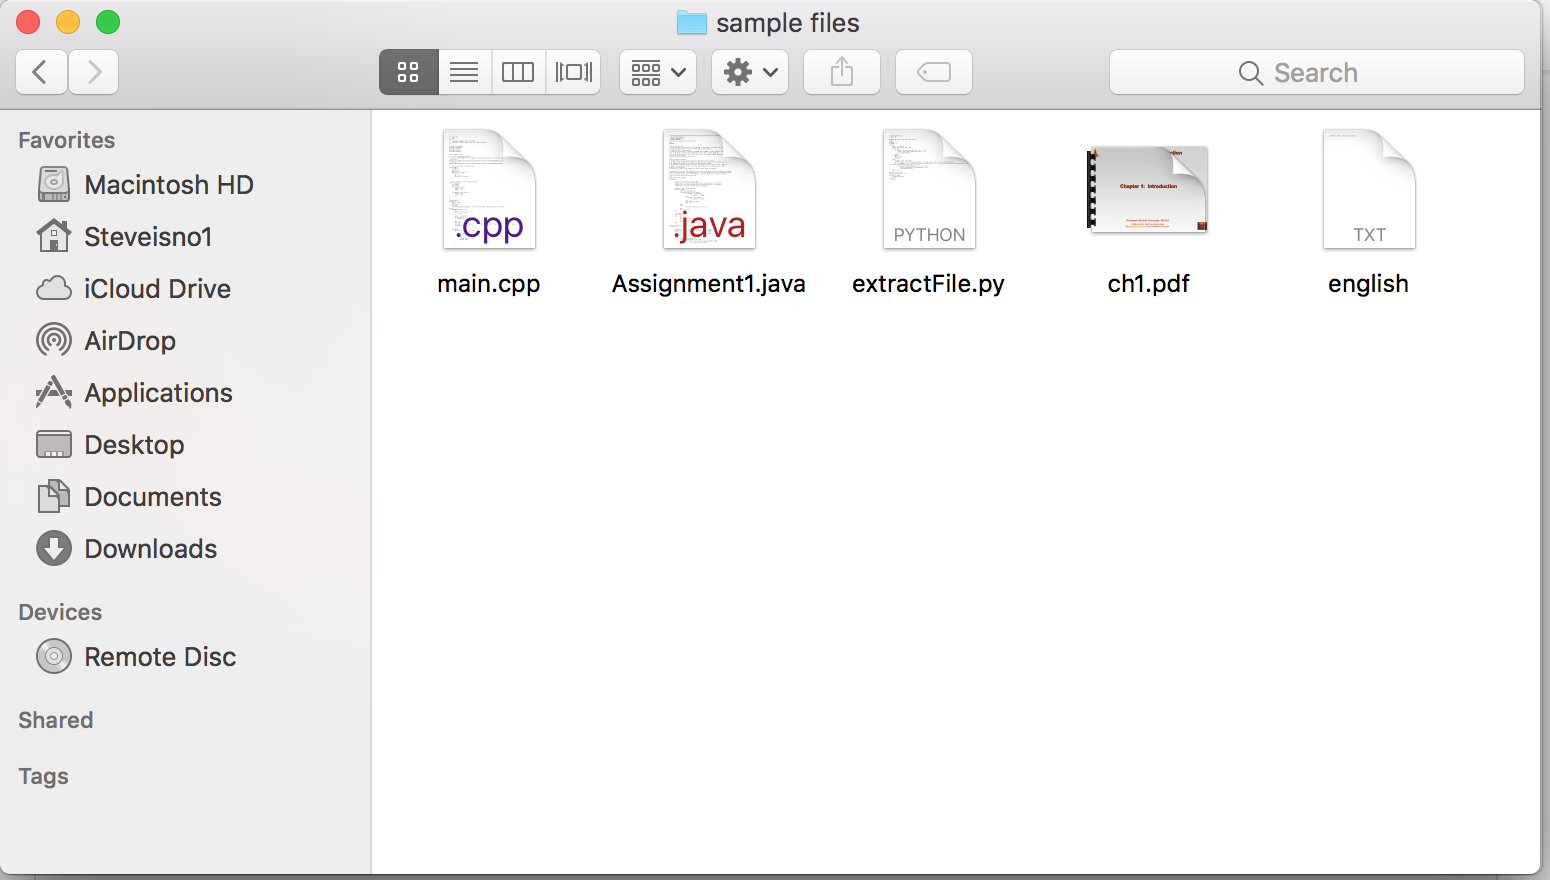 sample files
Search
Favorites
Macintosh HD
Steveisno1
iCloud Drive
AirDrop
Applications
Desktop
Documents
Downloads
Devices
Remote Disc
Shared
Tags
.cpp
main.cpp
.java
Assignment1.java
PYTHON
extractFile.py
Chapter 1: Introduction
ch1.pdf
TXT
english